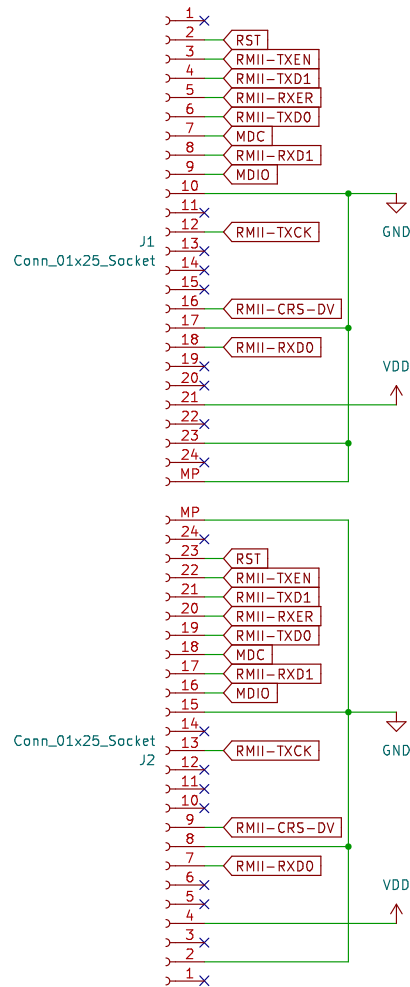 1
2 RST
3 RMII-TXEN
4 RMII-TXD1
5 RMII-RXER
6 RMII-TXD0
7 MDC
8 RMII-RXD1
9 MDIO
10
GND
11
12 RMII-TXCK
J1
13
Conn_01x25_Socket
14
15
16 RMII-CRS-DV
17
18 RMII-RXD0
19
VDD
20
21
22
23
24
MP
MP
24
23 RST
22 RMII-TXEN
21 RMII-TXD1
20 RMII-RXER
19 RMII-TXD0
18 MDC
17 RMII-RXD1
16 MDIO
15
14
Conn_01x25_Socket
13 RMII-TXCK
GND
J2
12
11
10
9 RMII-CRS-DV
8
7 RMII-RXD0
6
VDD
5
4
3
2
1